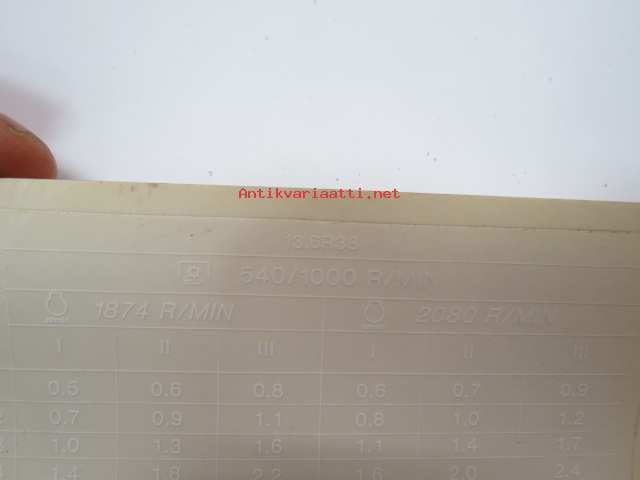 Antikvariaatti.net
13.6R38
540/1000 R/MIN
1874 R/MIN 2080 R/MIN
I II III I II III
0.5 0.6 0.8 0.6 0.7 0.9
0.7 0.9 1.1 0.8 1.0 1.2
1.0 1.3 1.6 1.1 1.4 1.7
1.4 1.8 2.2 1.6 2.0 2.4